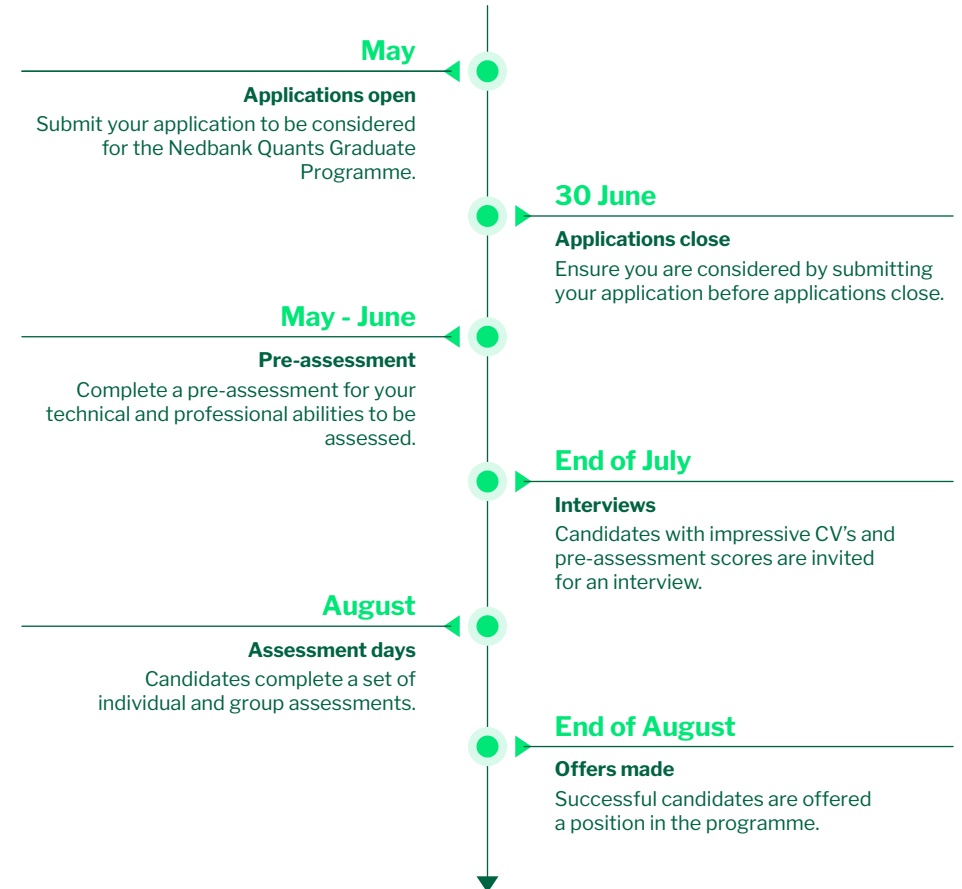 May
Applications open
Submit your application to be considered
for the Nedbank Quants Graduate
Programme.
30 June
Applications close
Ensure you are considered by submitting
your application before applications close.
May - June
Pre-assessment
Complete a pre-assessment for your
technical and professional abilities to be
assessed.
End of July
Interviews
Candidates with impressive CV's and
pre-assessment scores are invited
for an interview.
August
Assessment days
Candidates complete a set of
individual and group assessments.
End of August
Offers made
Successful candidates are offered
a position in the programme.